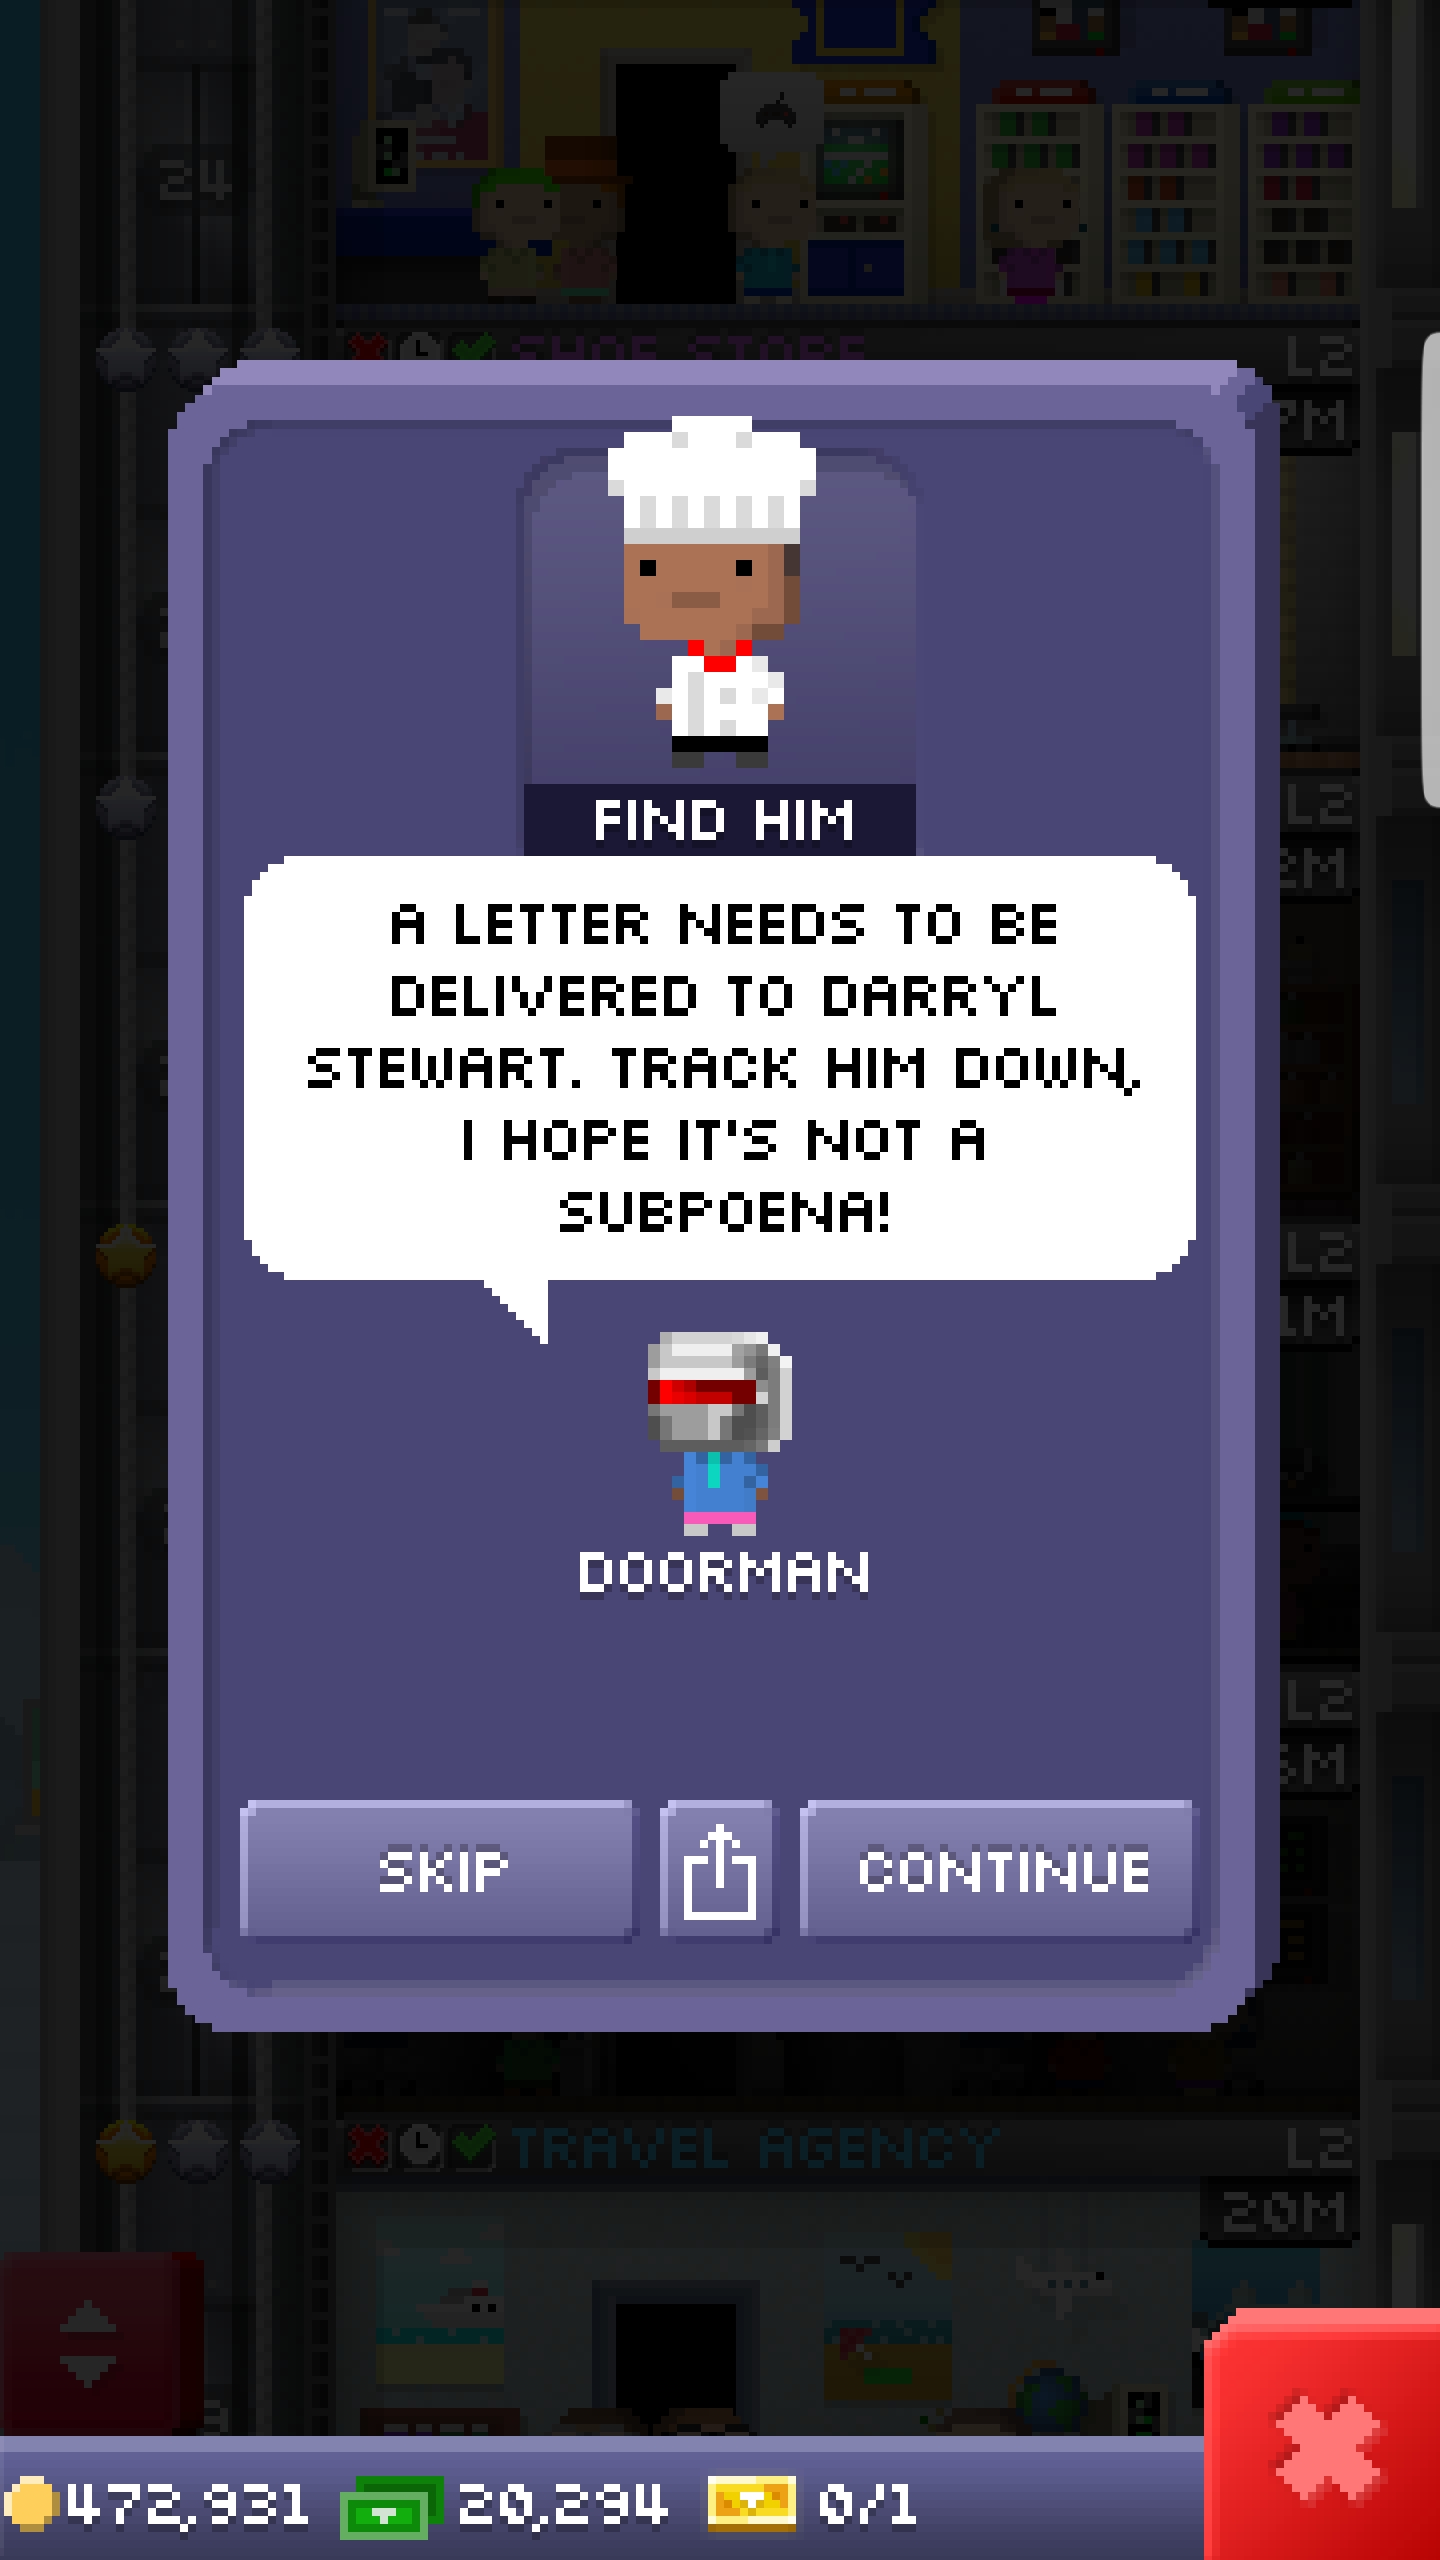 24
SHOE STORE
L2
PM
FIND HIM
A LETTER NEEDS TO BE
DELIVERED TO DARRYL
STEWART. TRACK HIM DOWN,
I HOPE IT'S NOT A
SUBPOENA!
L2
2M
L2
1M
DOORMAN
L2
SKIP
CONTINUE
TRAVEL AGENCY
L2
20M
472,931
20,294
0/1